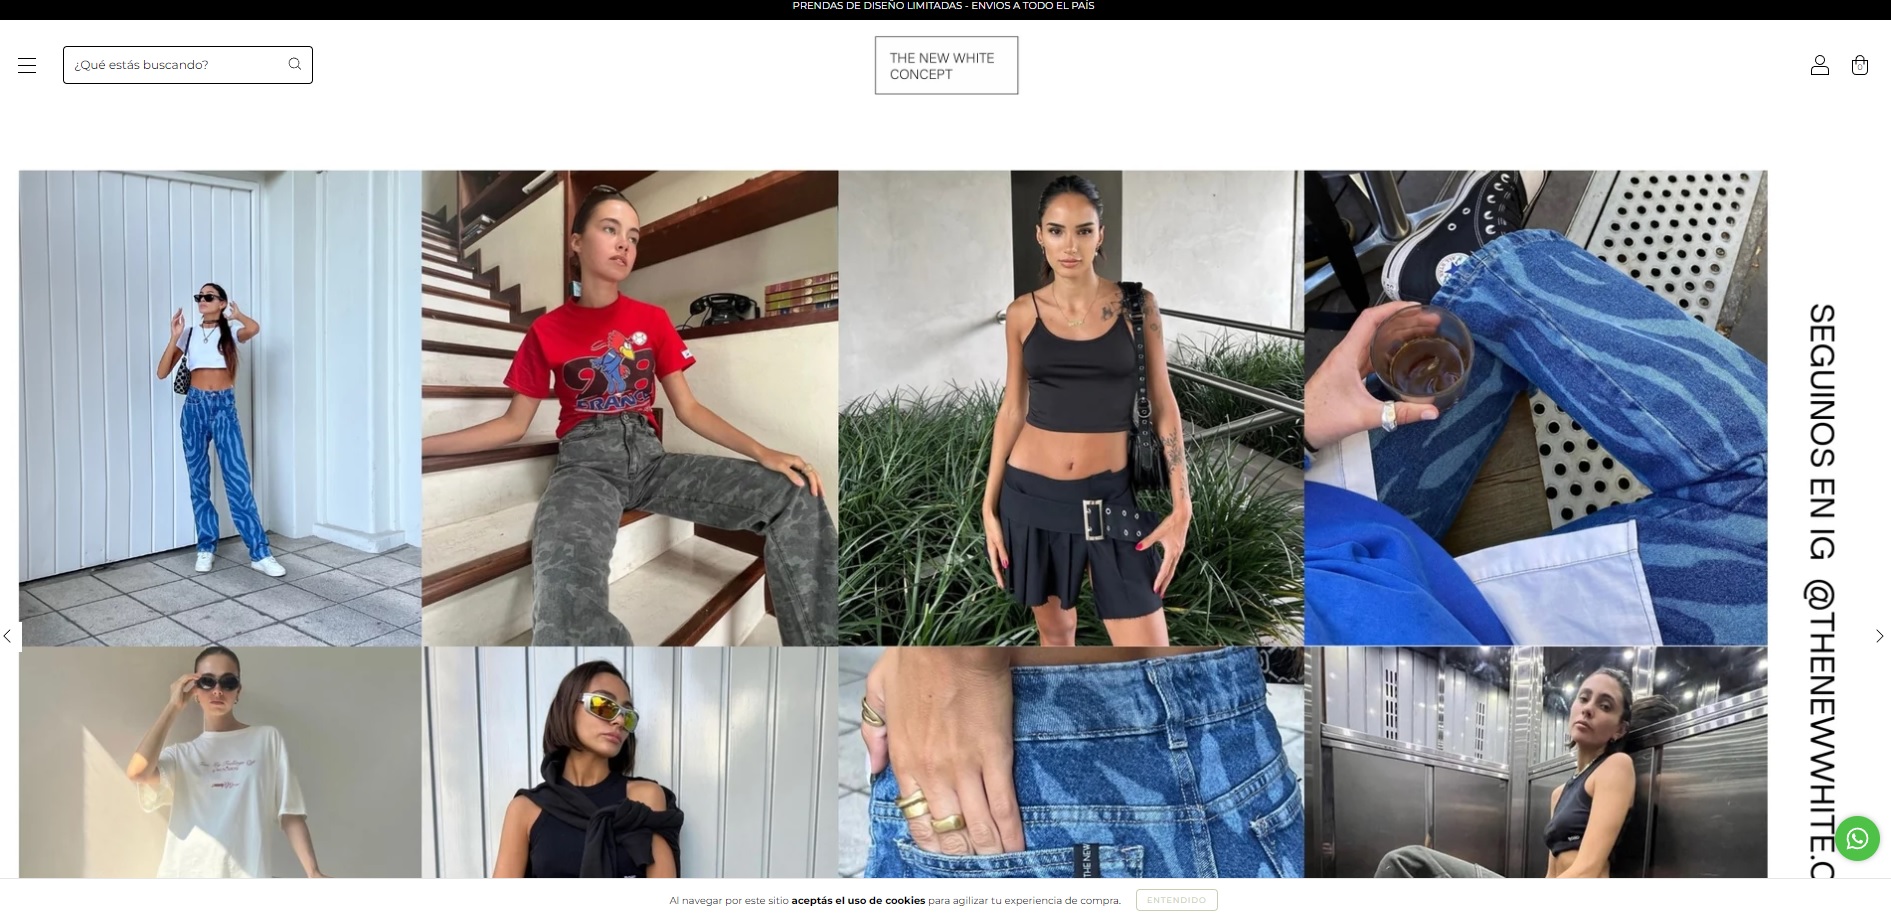 PRENDAS DE DISEÑO LIMITADAS - ENVIOS A TODO EL PAÍS
¿Qué estás buscando?
THE NEW WHITE
CONCEPT
0
98
FRANCE
SEGUINOS EN IG @THENEWWHITE.C
THE NEW
Al navegar por este sitio aceptás el uso de cookies para agilizar tu experiencia de compra.
ENTENDIDO